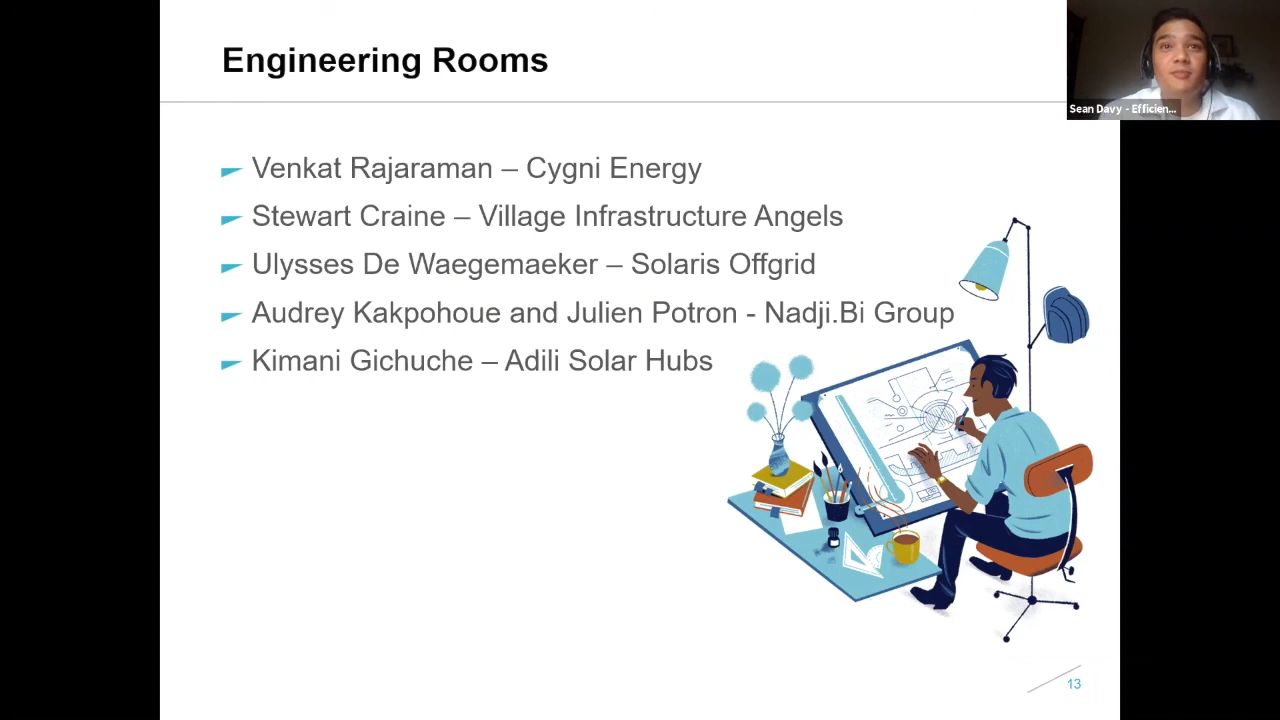 Engineering Rooms
Sean Davy - Efficien...
Venkat Rajaraman – Cygni Energy
Stewart Craine – Village Infrastructure Angels
Ulysses De Waegemaeker – Solaris Offgrid
Audrey Kakpohoue and Julien Potron - Nadji.Bi Group
Kimani Gichuche – Adili Solar Hubs
13